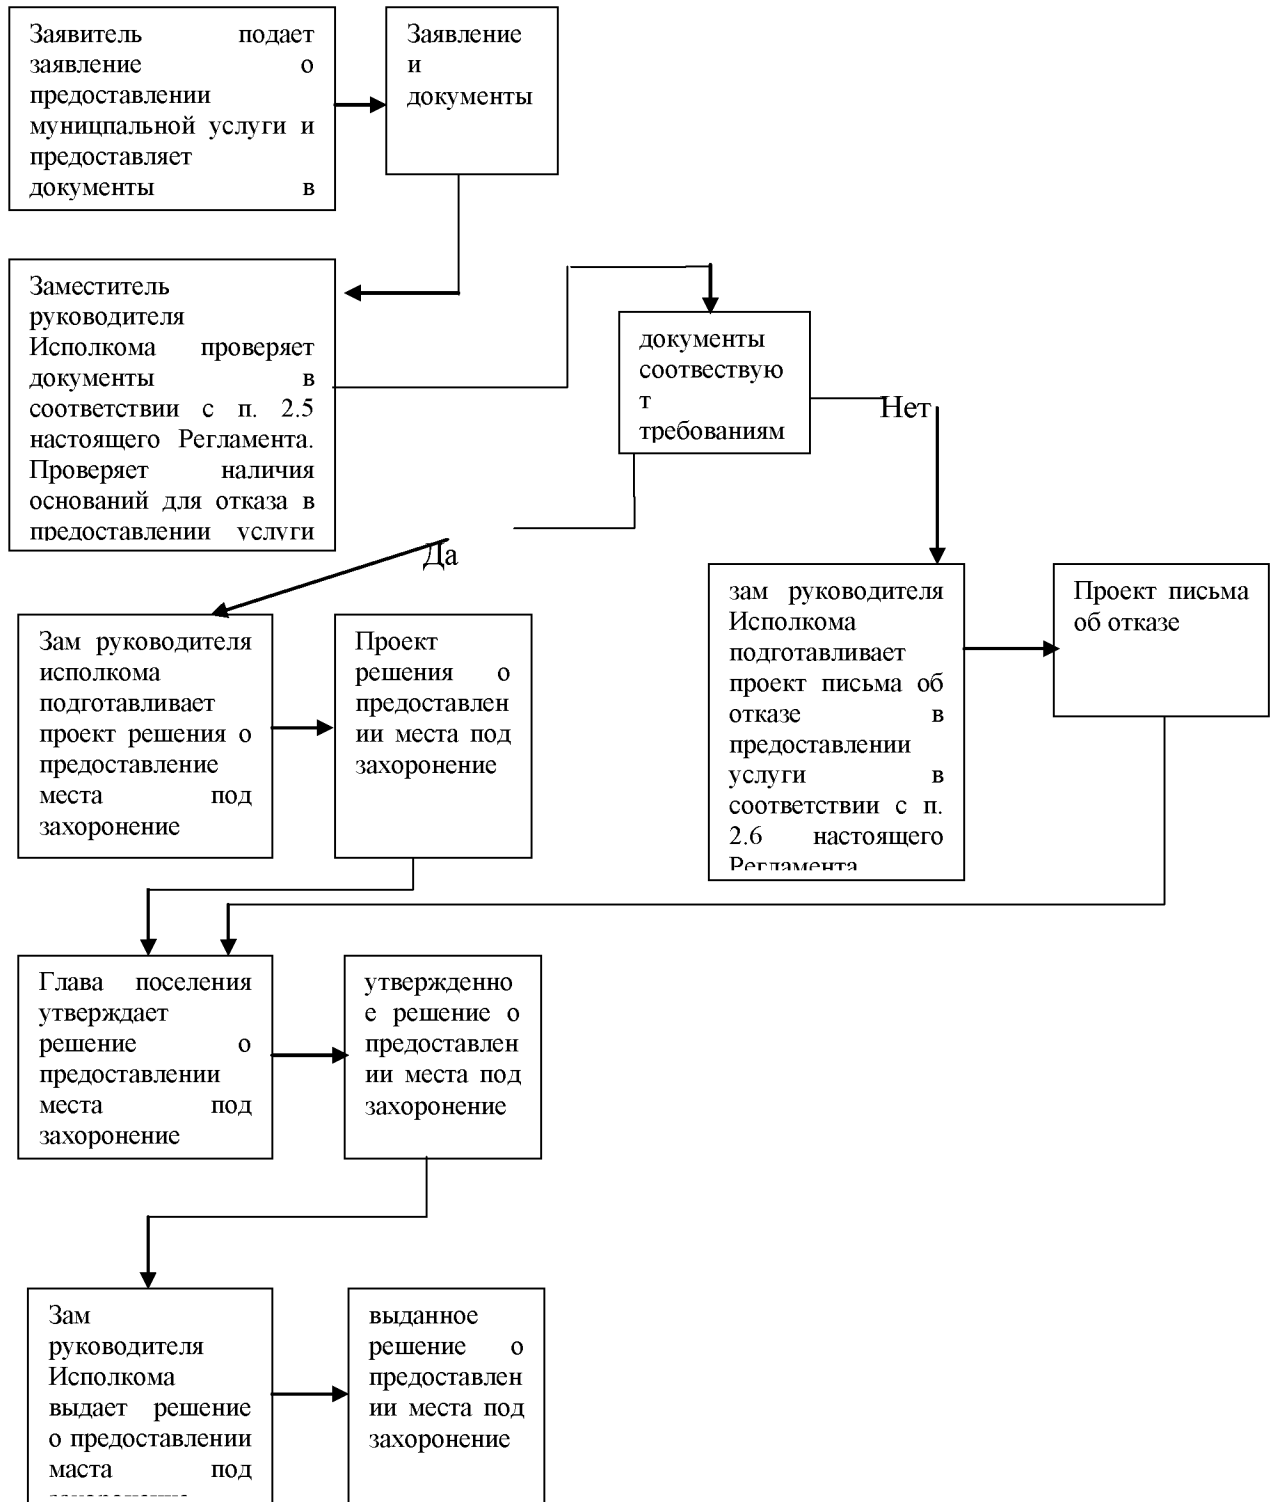 Заявитель подает
заявление о
предоставлении
муницпальной услуги и
предоставляет
документы в
Заявление
и
документы
Заместитель
руководителя
Исполкома проверяет
документы в
соответствии с п. 2.5
настоящего Регламента.
Проверяет наличия
оснований для отказа в
предоставлении услуги
документы
соотвествую
т
требованиям
Нет
Да
Зам руководителя
исполкома
подготавливает
проект решения о
предоставление
места под
захоронение
Проект
решения о
предоставлен
ии места под
захоронение
зам руководителя
Исполкома
подготавливает
проект письма об
отказе в
предоставлении
услуги в
соответствии с п.
2.6 настоящего
Регламента
Проект письма
об отказе
Глава поселения
утверждает
решение о
предоставлении
места под
захоронение
утвержденно
е решение о
предоставлен
ии места под
захоронение
Зам
руководителя
Исполкома
выдает решение
о предоставлении
маста под
выданное
решение о
предоставлен
ии места под
захоронение